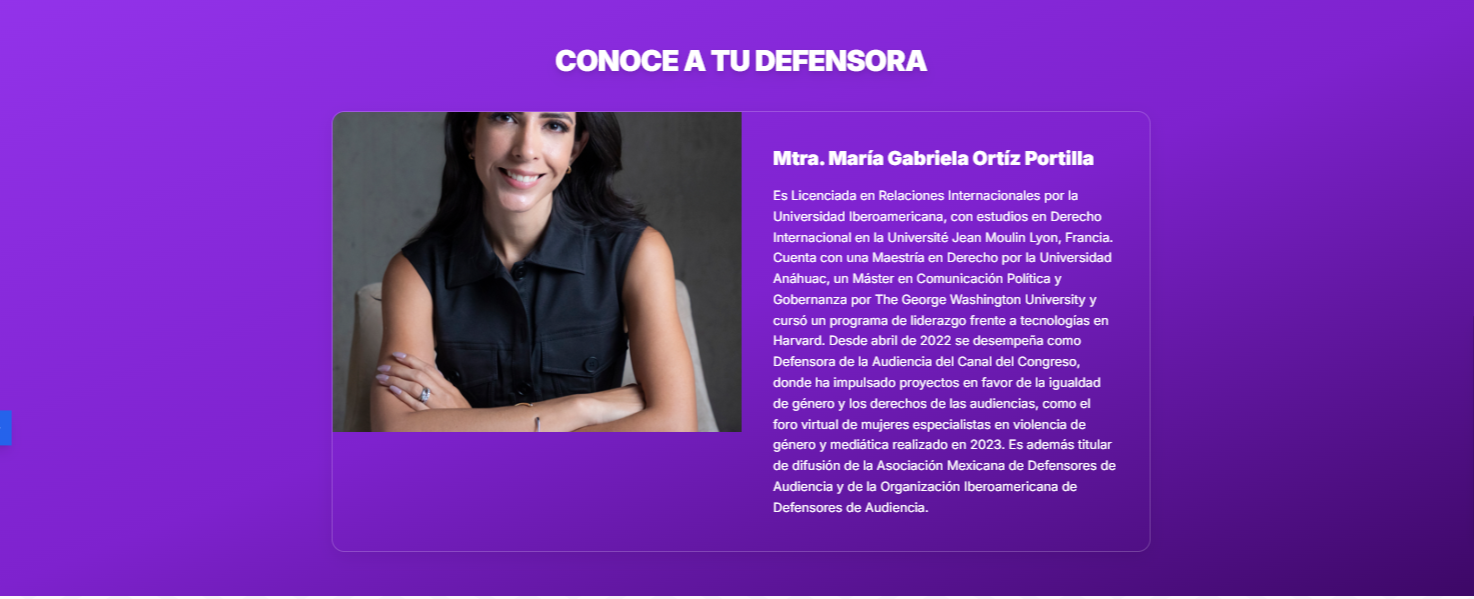 CONOCE A TU DEFENSORA
Mtra. María Gabriela Ortíz Portilla
Es Licenciada en Relaciones Internacionales por la
Universidad Iberoamericana, con estudios en Derecho
Internacional en la Université Jean Moulin Lyon, Francia.
Cuenta con una Maestría en Derecho por la Universidad
Anáhuac, un Máster en Comunicación Política y
Gobernanza por The George Washington University y
cursó un programa de liderazgo frente a tecnologías en
Harvard. Desde abril de 2022 se desempeña como
Defensora de la Audiencia del Canal del Congreso,
donde ha impulsado proyectos en favor de la igualdad
de género y los derechos de las audiencias, como el
foro virtual de mujeres especialistas en violencia de
género y mediática realizado en 2023. Es además titular
de difusión de la Asociación Mexicana de Defensores de
Audiencia y de la Organización Iberoamericana de
Defensores de Audiencia.